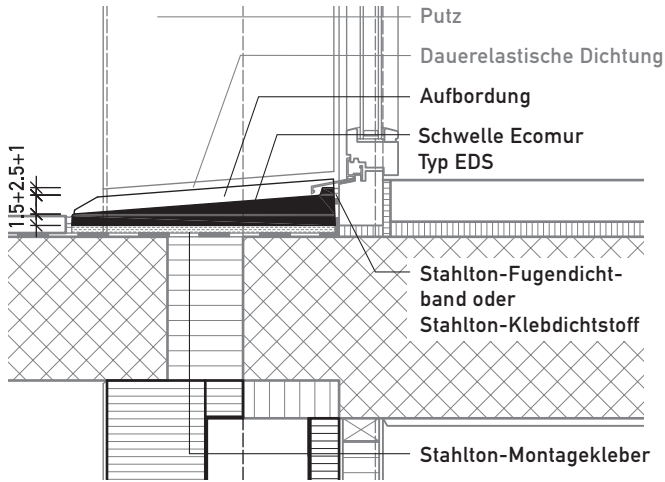 Putz
Dauerelastische Dichtung
Aufbordung
Schwelle Ecomur
Typ EDS
1.5+2.5+1
Stahlton-Fugendicht-
band oder
Stahlton-Klebdichtstoff
Stahlton-Montagekleber